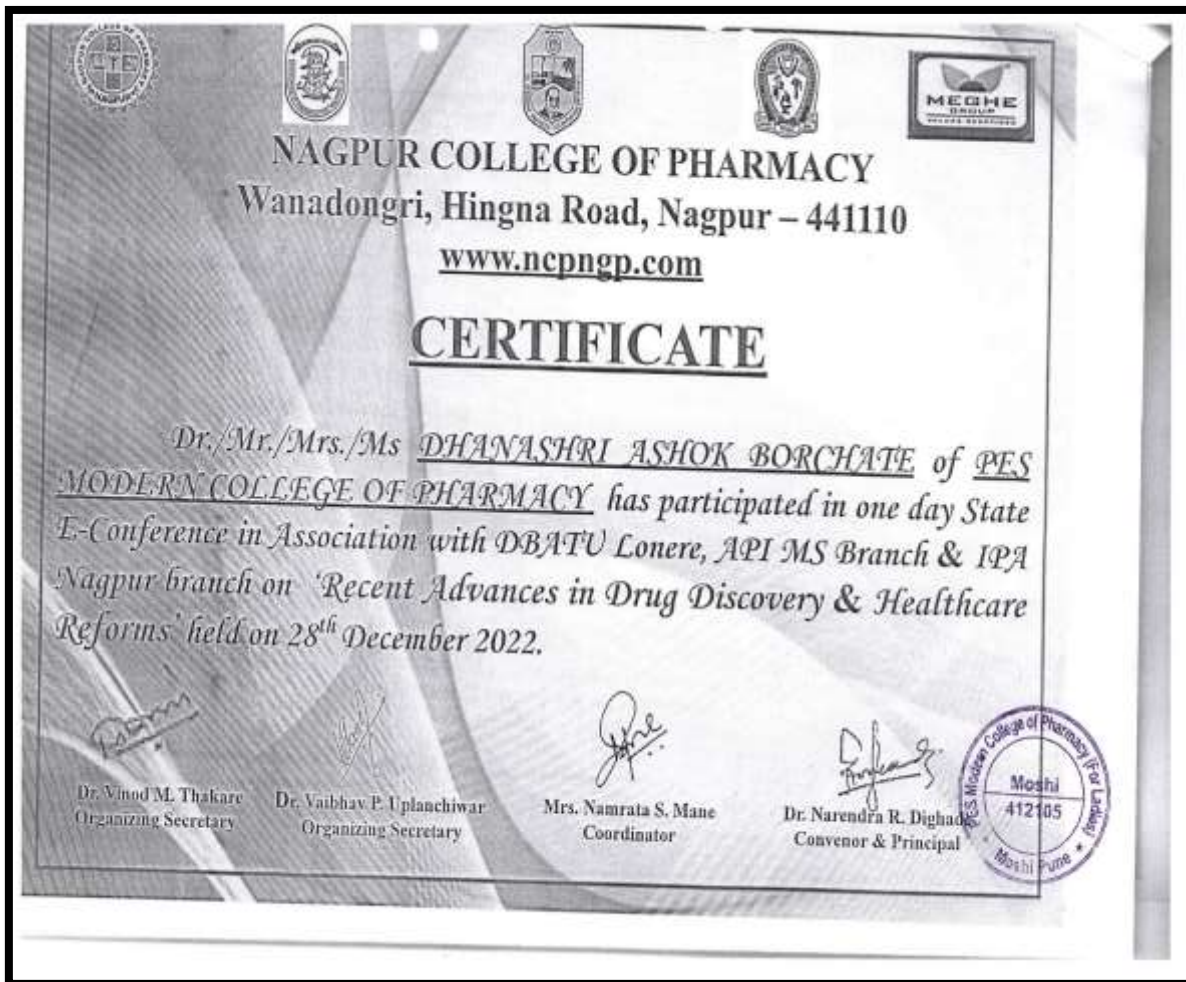 MEGHE
GROUP
NAGPUR COLLEGE OF PHARMACY
Wanadongri, Hingna Road, Nagpur – 441110
www.ncpngp.com
CERTIFICATE
Dr./Mr./Mrs./Ms DHANASHRI ASHOK BORCHATE of PES
MODERN COLLEGE OF PHARMACY has participated in one day State
E-Conference in Association with DBATU Lonere, API MS Branch & IPA
Nagpur branch on ‘Recent Advances in Drug Discovery & Healthcare
Reforms’ held on 28th December 2022.
Dr. Vinod M. Thakare
Organizing Secretary
Dr. Vaibhav P. Uplanchiwar
Organizing Secretary
Mrs. Namrata S. Mane
Coordinator
Dr. Narendra R.
Convenor & Principal
PES Modern College of Pharmacy (For Ladies)
Moshi
412105
Moshi Pune